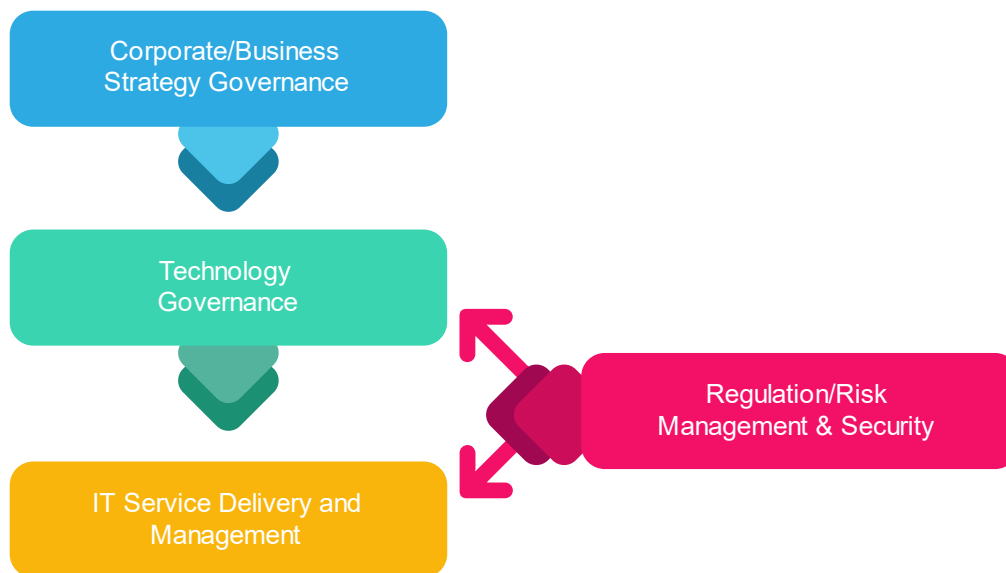 Corporate/Business
Strategy Governance
Technology
Governance
Regulation/Risk
Management & Security
IT Service Delivery and
Management